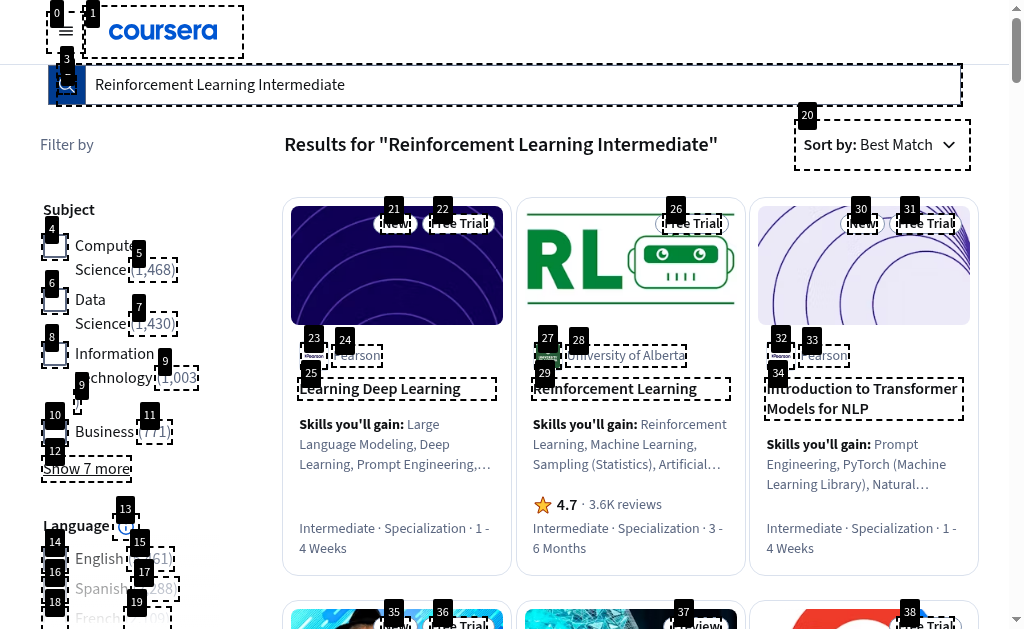 0
1
coursera
3
Reinforcement Learning Intermediate
20
Filter by
Results for "Reinforcement Learning Intermediate"
Sort by: Best Match
Subject
4
5
Science (1,468)
6
7
Data
Science (1,430)
8
9
Information
(1,003
9
10
11
Business (771)
12
Show 7 more
13
Language
14
15
English
16
17
Spanish
18
19
French
21
22
New
Free Trial
23
24
Pearson
25
Learning Deep Learning
Skills you'll gain: Large
Language Modeling, Deep
Learning, Prompt Engineering,…
Intermediate · Specialization · 1 -
4 Weeks
26
Free Trial
RL
27
28
University of Alberta
29
Reinforcement Learning
Skills you'll gain: Reinforcement
Learning, Machine Learning,
Sampling (Statistics), Artificial…
4.7 · 3.6K reviews
Intermediate · Specialization · 3 -
6 Months
30
31
New
Free Trial
32
33
Pearson
34
Introduction to Transformer
Models for NLP
Skills you'll gain: Prompt
Engineering, PyTorch (Machine
Learning Library), Natural…
Intermediate · Specialization · 1 -
4 Weeks
35
36
New
Free Trial
37
Preview
38
Free Trial